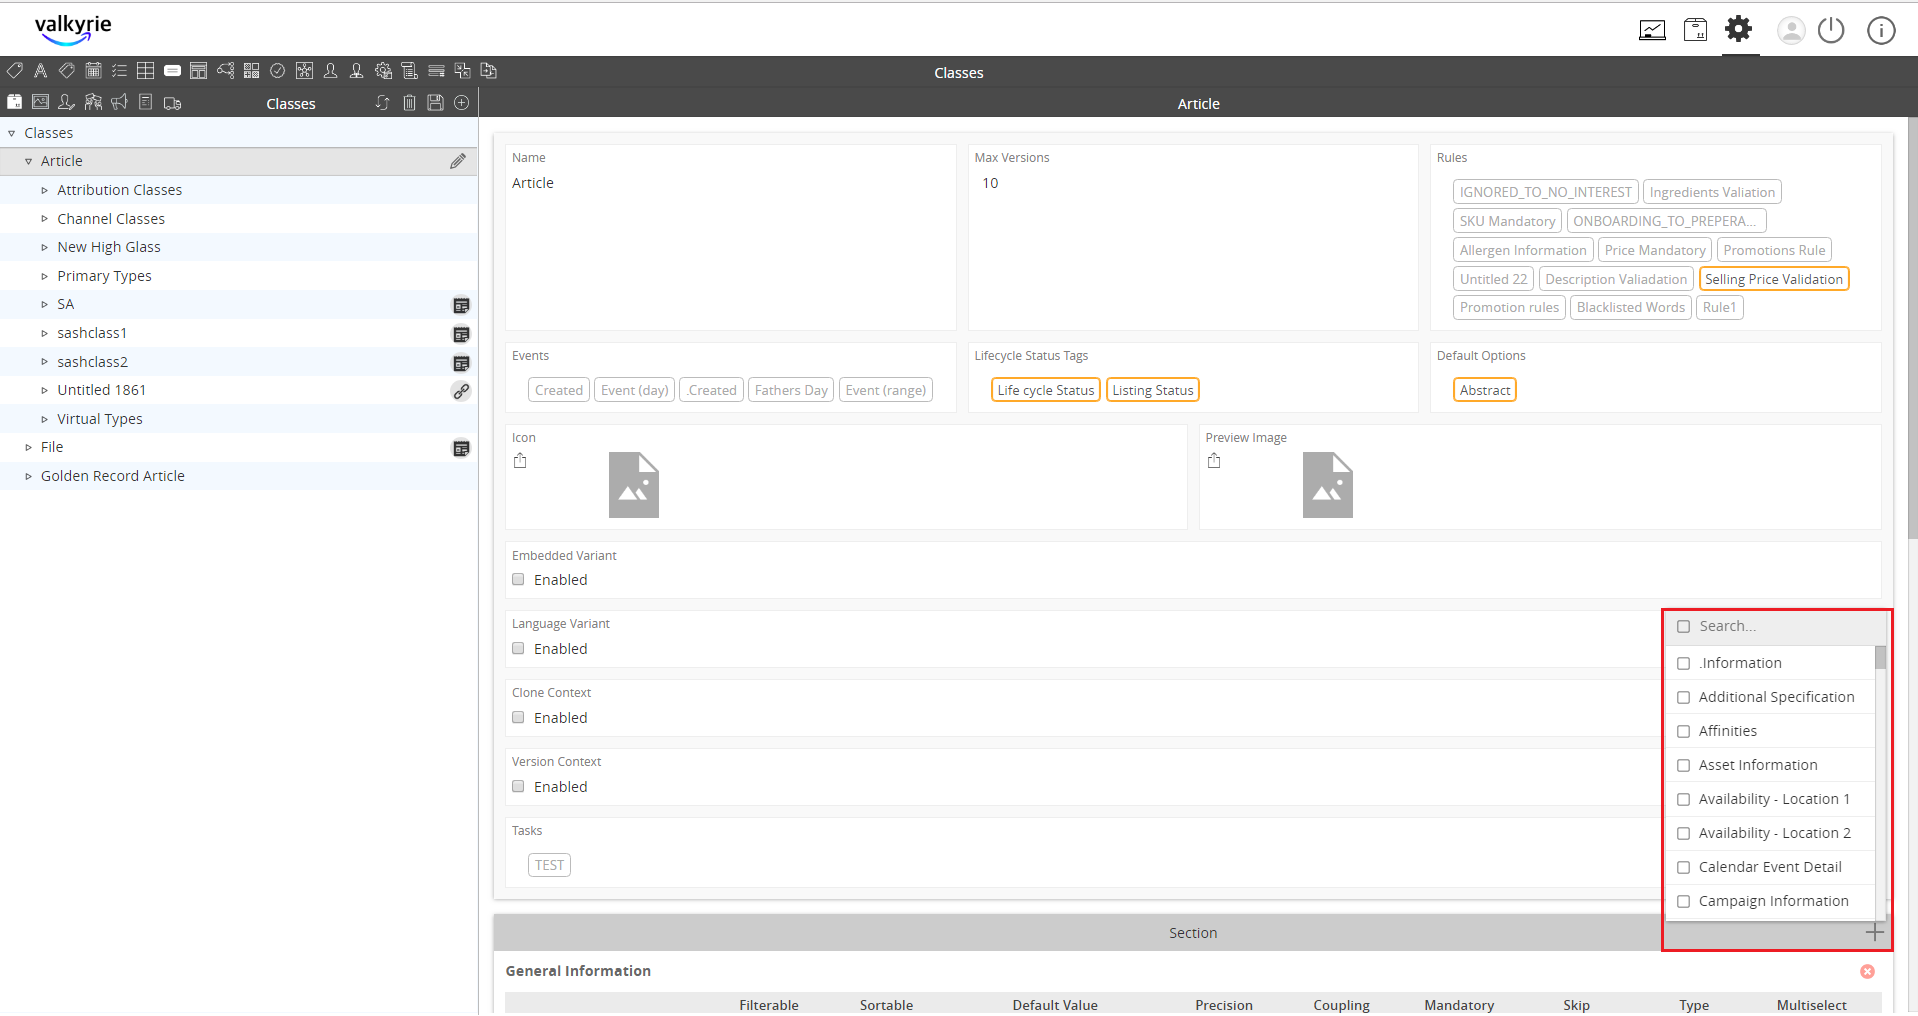 valkyrie
Classes
Classes
Article
Classes
Article
Attribution Classes
Channel Classes
New High Glass
Primary Types
SA
sashclass1
sashclass2
Untitled 1861
Virtual Types
File
Golden Record Article
Name
Article
Max Versions
10
Rules
IGNORED_TO_NO_INTEREST Ingredients Valiation
SKU Mandatory ONBOARDING_TO_PREPERA...
Allergen Information Price Mandatory Promotions Rule
Untitled 22 Description Valiadation Selling Price Validation
Promotion rules Blacklisted Words Rule1
Events
Created Event (day) .Created Fathers Day Event (range)
Lifecycle Status Tags
Life cycle Status Listing Status
Default Options
Abstract
Icon
Preview Image
Embedded Variant
Enabled
Language Variant
Enabled
Clone Context
Enabled
Version Context
Enabled
Tasks
TEST
Search...
.Information
Additional Specification
Affinities
Asset Information
Availability - Location 1
Availability - Location 2
Calendar Event Detail
Campaign Information
Section
General Information
Filterable Sortable Default Value Precision Coupling Mandatory Skip Type Multiselect